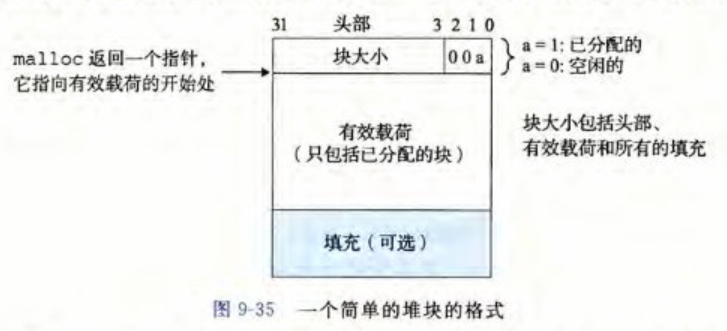 31 头部 3 2 1 0
malloc 返回一个指针,
它指向有效载荷的开始处
块大小 0 0 a
a = 1: 已分配的
a = 0: 空闲的
有效载荷
(只包括已分配的块)
块大小包括头部、
有效载荷和所有的填充
填充(可选)
图 9-35 一个简单的堆块的格式